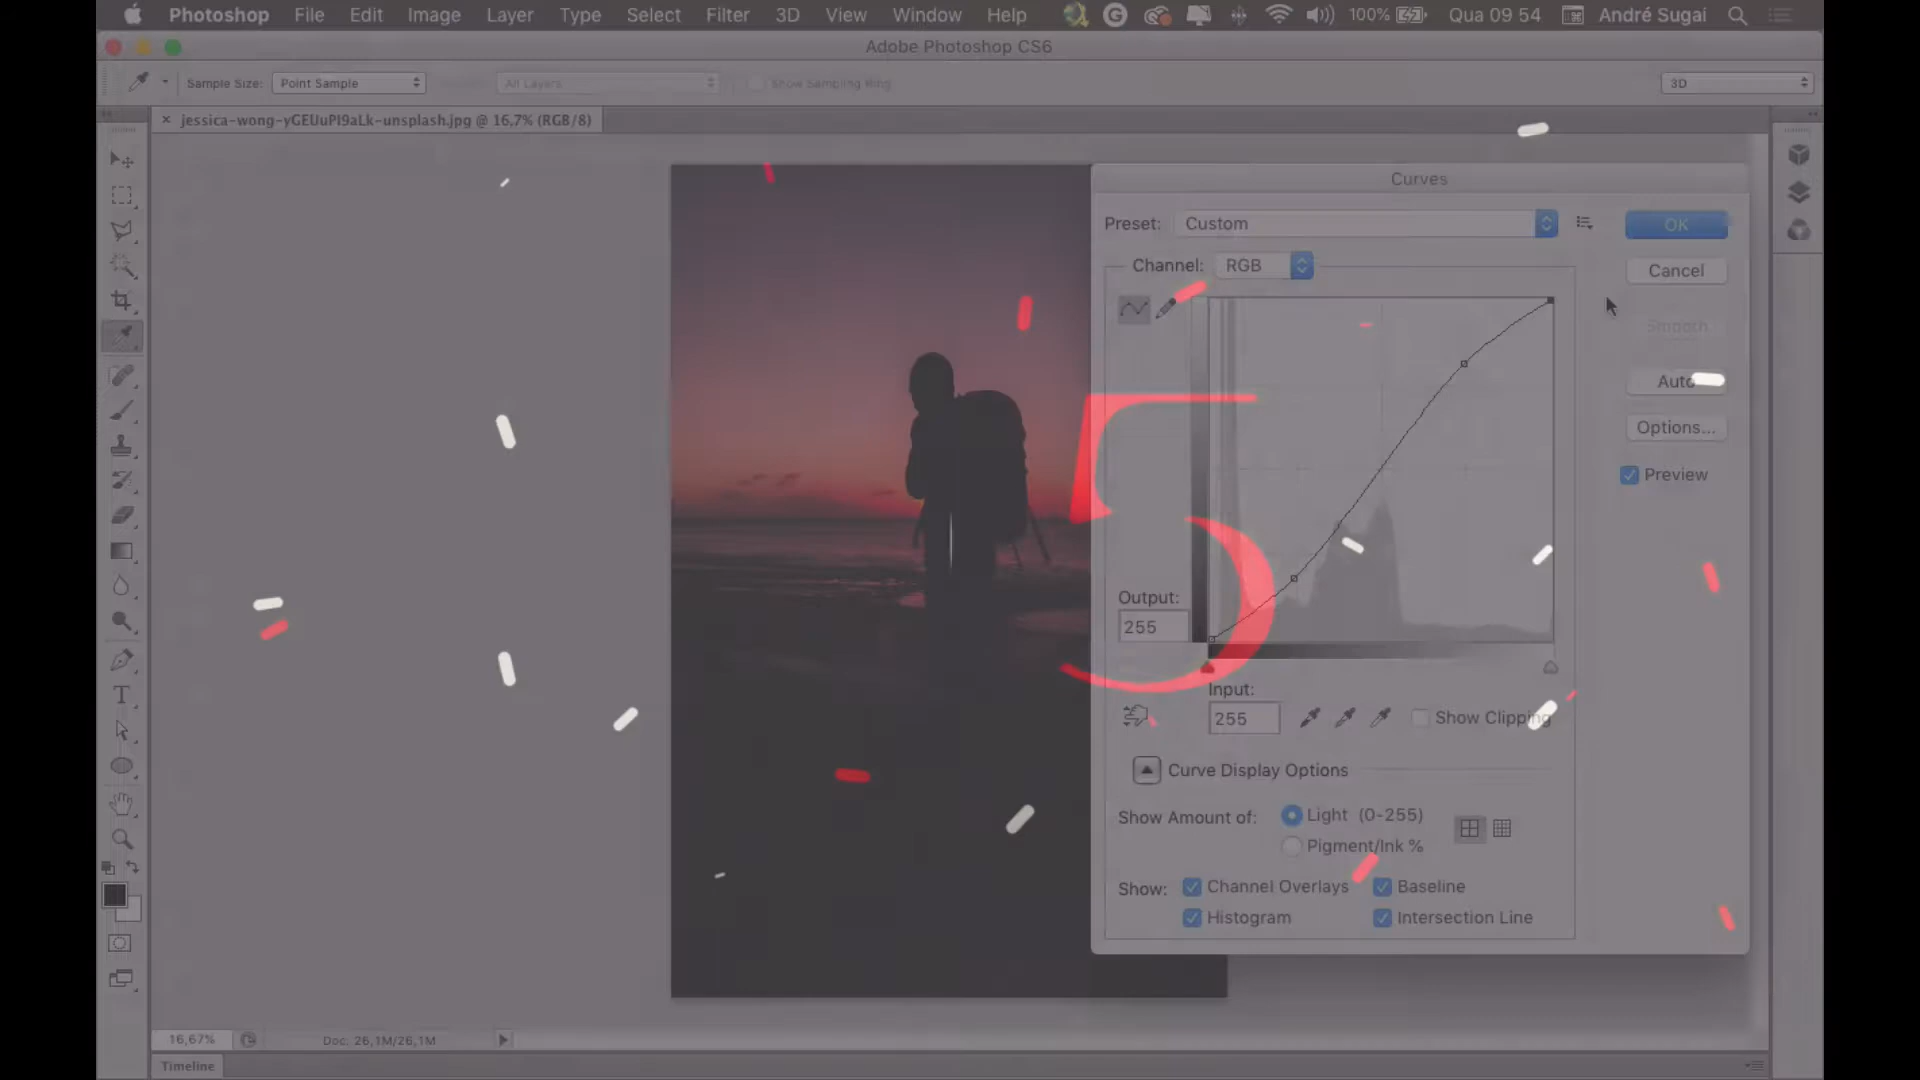 Photoshop File Edit Image Layer Type Select Filter 3D View Window Help 100% Qua 09 54 André Sugai
Adobe Photoshop CS6
Sample Size: Point Sample All Layers Show Sampling Ring 3D
× jessica-wong-yGEUuPI9aLk-unsplash.jpg @ 16,7% (RGB/8)
Curves
Preset: Custom OK
Channel: RGB Cancel
Smooth
Auto
Options...
Preview
5
Output:
255
Input:
255 Show Clipping
Curve Display Options
Show Amount of: Light (0-255)
Pigment/Ink %
Show: Channel Overlays Baseline
Histogram Intersection Line
16,67% Doc: 26,1M/26,1M
Timeline